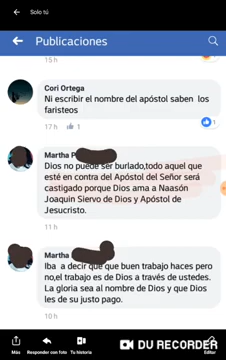 Solo tú
Publicaciones
15 h
Cori Ortega
Ni escribir el nombre del apóstol saben los
fariseos
17 h 1
1
Martha P
Dios no puede ser burlado,todo aquel que
esté en contra del Apóstol del Señor será
castigado porque Dios ama a Naasón
Joaquin Siervo de Dios y Apóstol de
Jesucristo.
11 h
Martha
Iba a decir que que buen trabajo haces pero
no,el trabajo es de Dios a través de ustedes.
La gloria sea al nombre de Dios y que Dios
les de su justo pago.
10 h
DU RECORDER
Más
Responder con foto
Tu historia
Editar